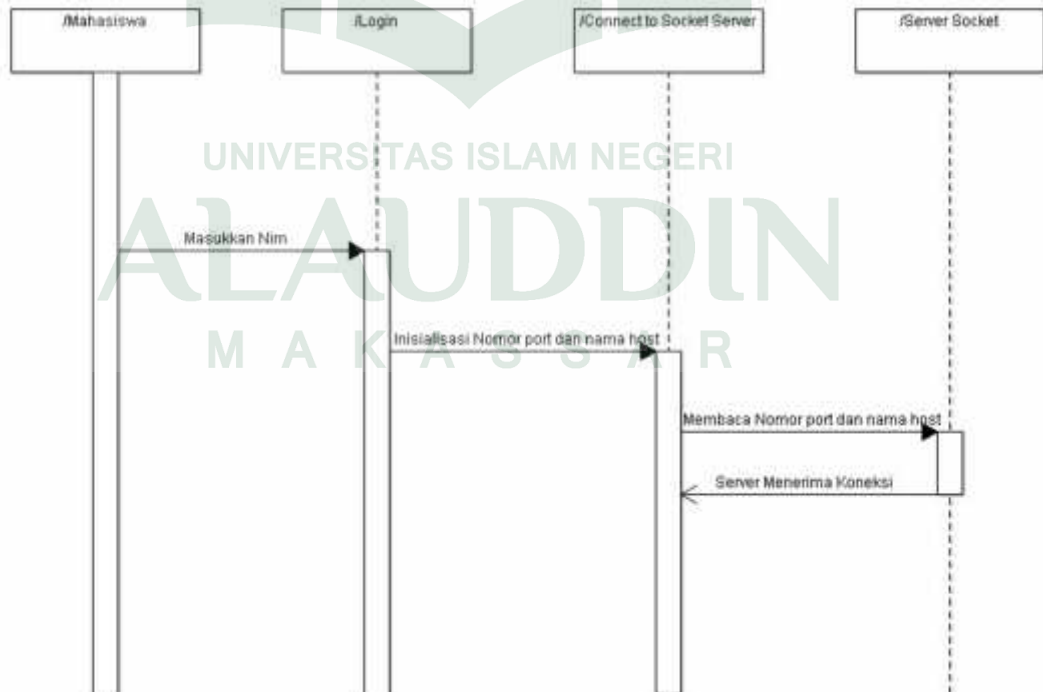 /Mahasiswa
/Login
/Connect to Socket Server
/Server Socket
UNIVERSITAS ISLAM NEGERI
Masukkan Nim
ALAUDDIN
Inisialisasi Nomor port dan nama host
MAKASSAR
Membaca Nomor port dan nama host
Server Menerima Koneksi